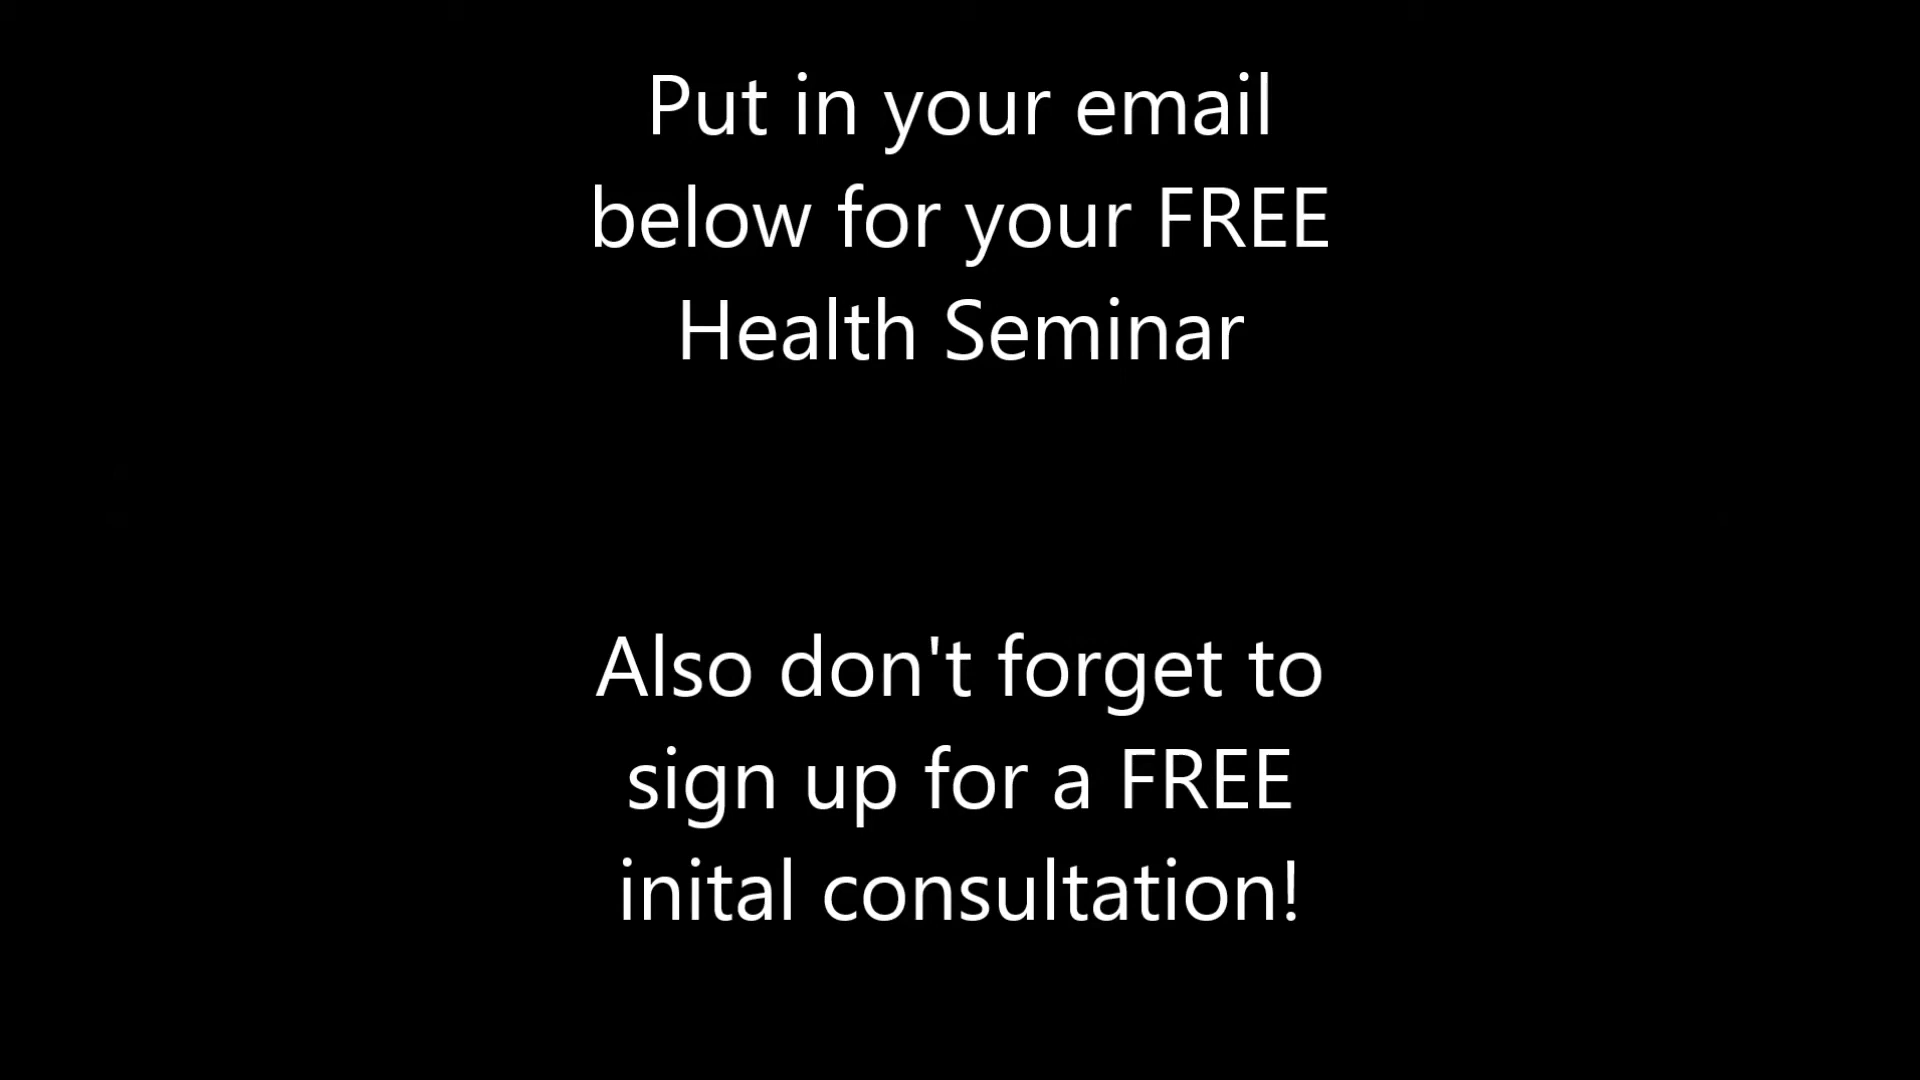 Put in your email
below for your FREE
Health Seminar
Also don't forget to
sign up for a FREE
inital consultation!